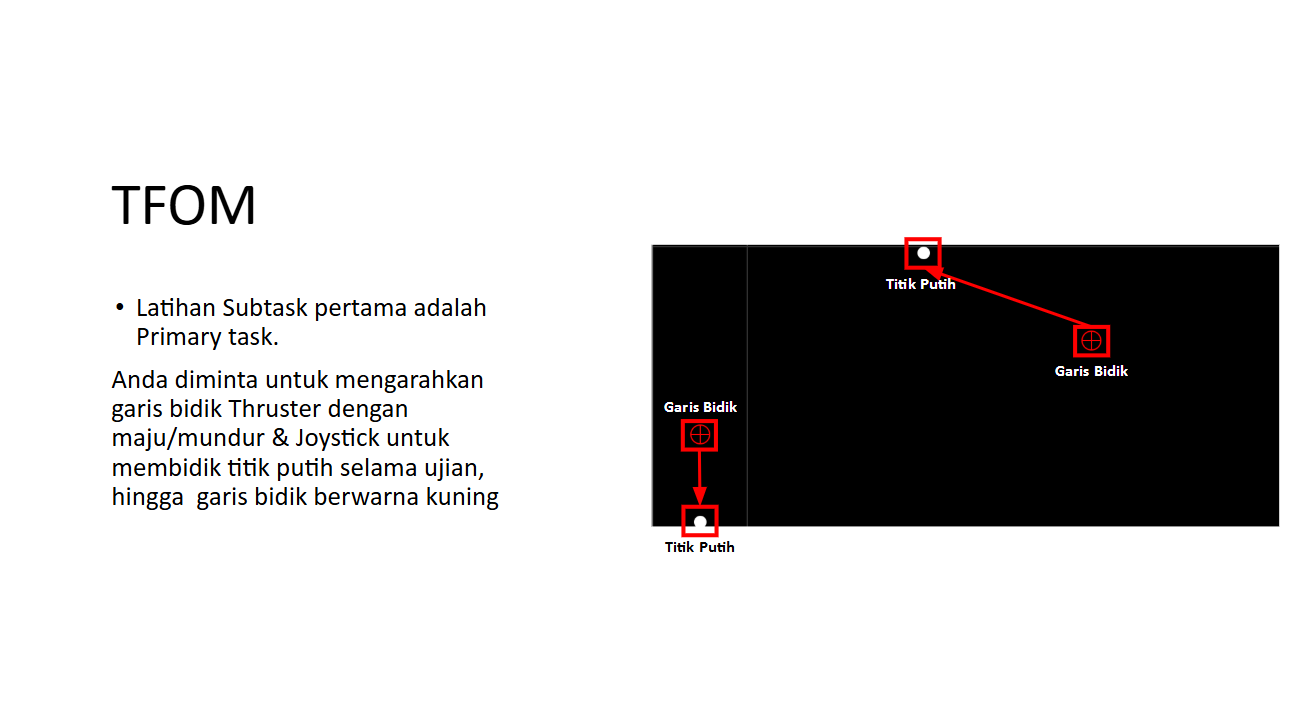 TFOM
• Latihan Subtask pertama adalah
Primary task.
Anda diminta untuk mengarahkan
garis bidik Thruster dengan
maju/mundur & Joystick untuk
membidik titik putih selama ujian,
hingga  garis bidik berwarna kuning
Titik Putih
Garis Bidik
Garis Bidik
Titik Putih